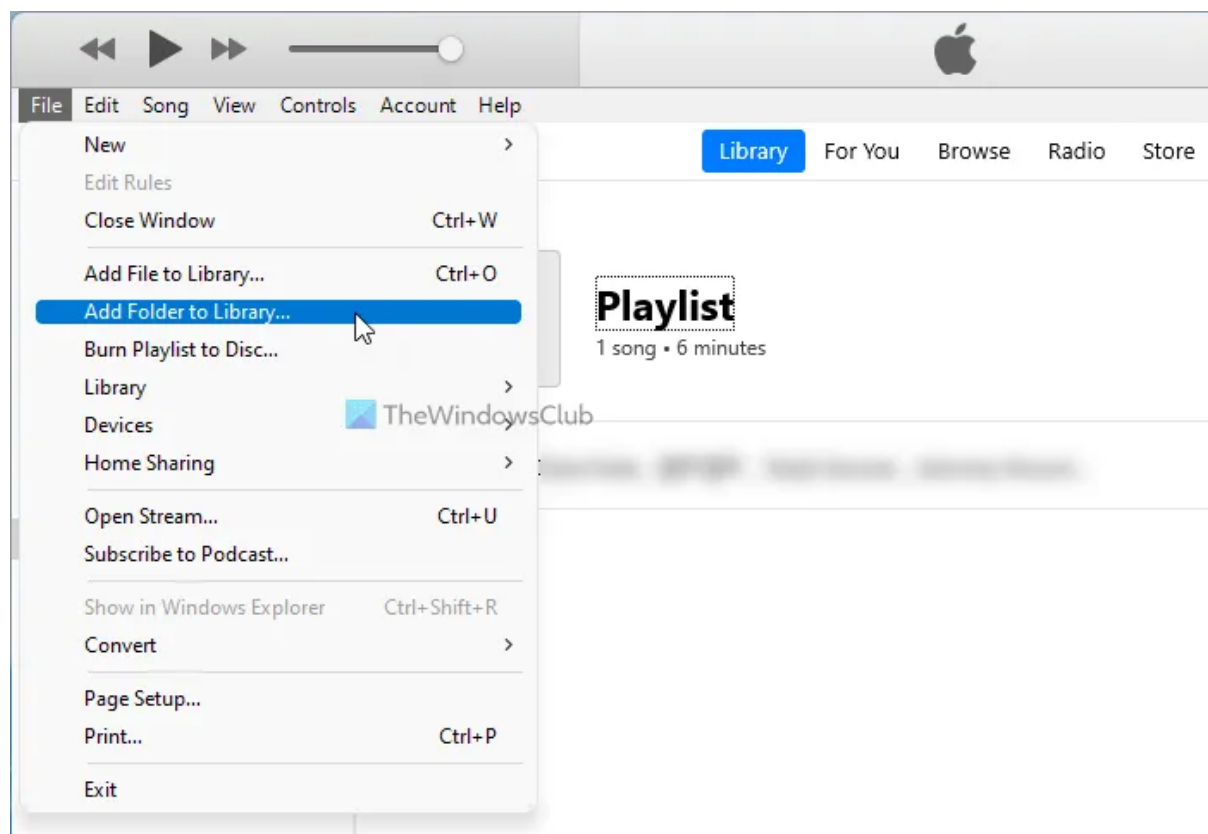 File Edit Song View Controls Account Help
Library For You Browse Radio Store
New
Edit Rules
Close Window Ctrl+W
Add File to Library... Ctrl+O
Add Folder to Library...
Burn Playlist to Disc...
Library
Devices
Home Sharing
Open Stream... Ctrl+U
Subscribe to Podcast...
Show in Windows Explorer Ctrl+Shift+R
Convert
Page Setup...
Print... Ctrl+P
Exit
Playlist
1 song • 6 minutes
TheWindowsClub